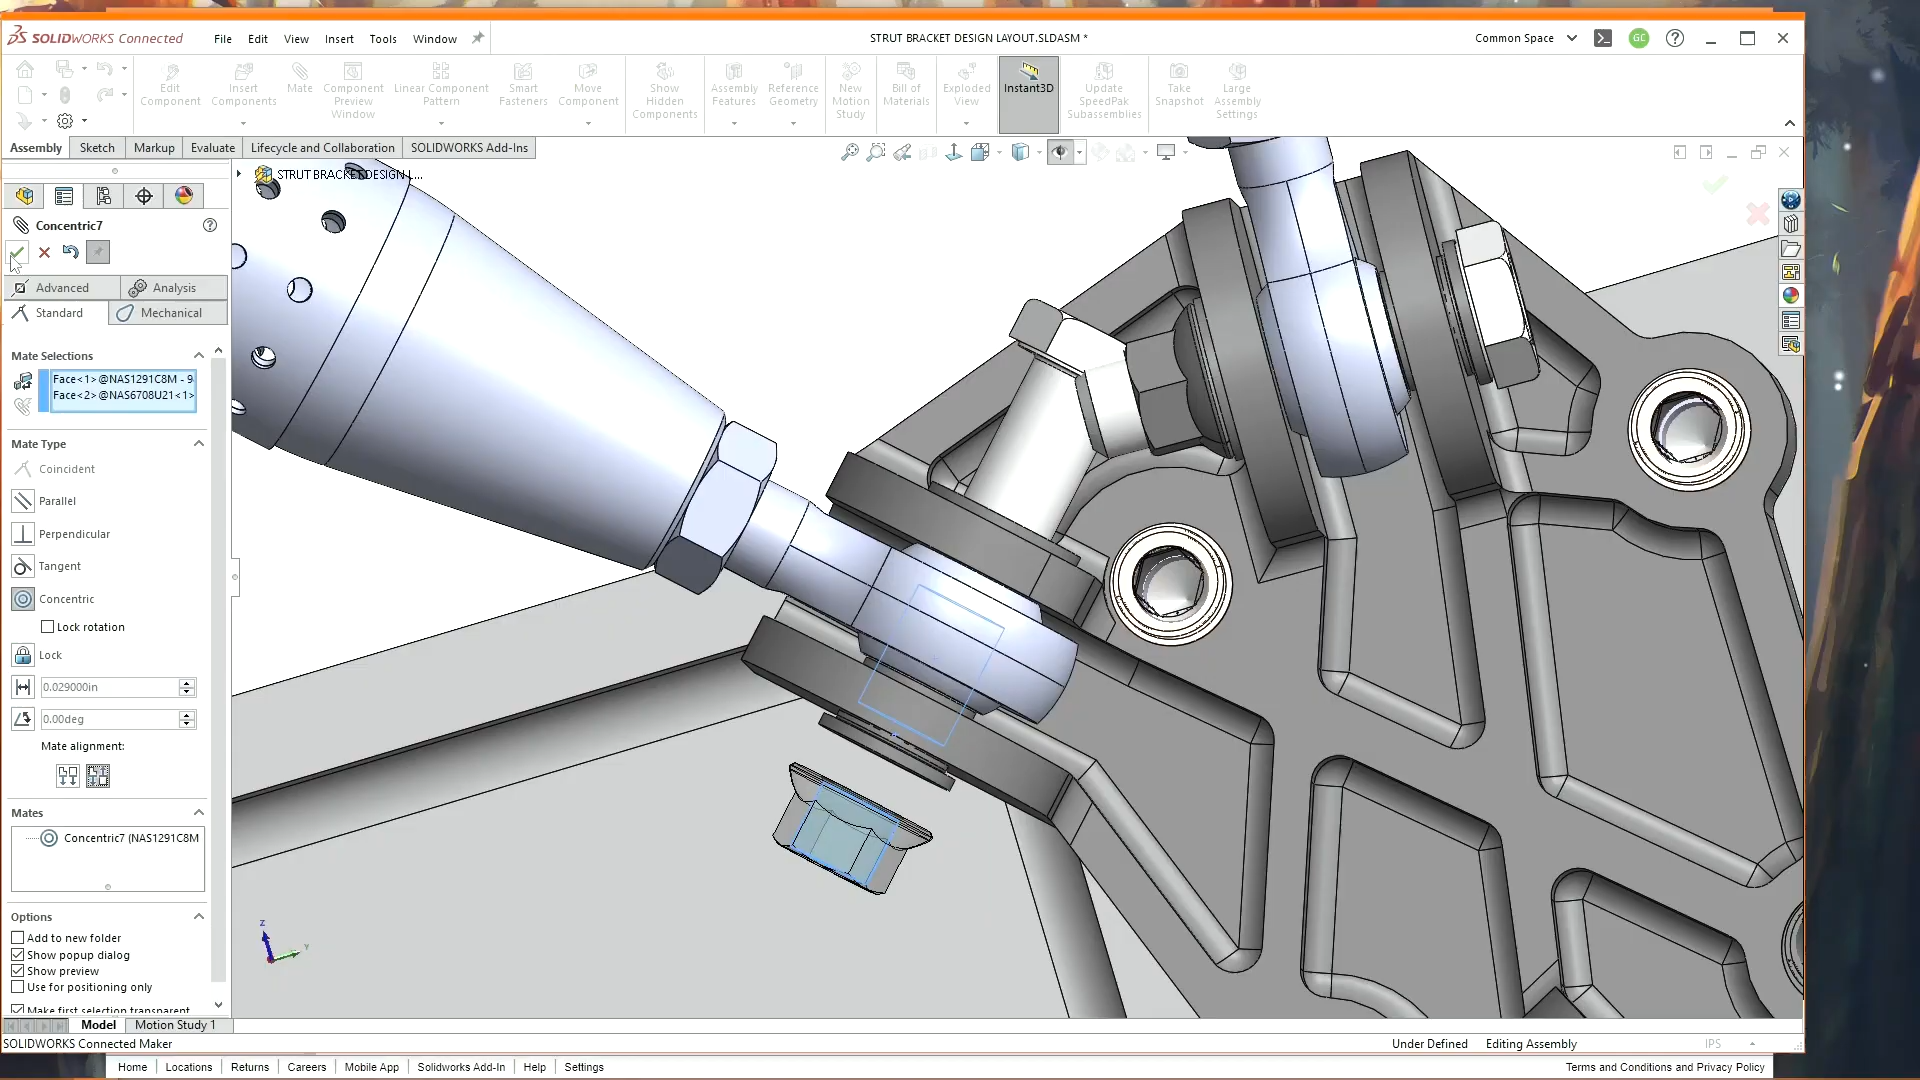 SOLIDWORKS Connected
File Edit View Insert Tools Window
STRUT BRACKET DESIGN LAYOUT.SLDASM *
Common Space
GC
Edit Component
Insert Components
Mate
Component Preview Window
Linear Component Pattern
Smart Fasteners
Move Component
Show Hidden Components
Assembly Features
Reference Geometry
New Motion Study
Bill of Materials
Exploded View
Instant3D
Update SpeedPak Subassemblies
Take Snapshot
Large Assembly Settings
Assembly Sketch Markup Evaluate Lifecycle and Collaboration SOLIDWORKS Add-Ins
STRUT BRACKET DESIGN L...
Concentric7
Advanced Analysis
Standard Mechanical
Mate Selections
Face<1>@NAS1291C8M - 9
Face<2>@NAS6708U21<1>
Mate Type
Coincident
Parallel
Perpendicular
Tangent
Concentric
Lock rotation
Lock
0.029000in
0.00deg
Mate alignment:
Mates
Concentric7 (NAS1291C8M
Options
Add to new folder
Show popup dialog
Show preview
Use for positioning only
Make first selection transparent
Z
Y
Model Motion Study 1
SOLIDWORKS Connected Maker
Under Defined Editing Assembly IPS
Home Locations Returns Careers Mobile App Solidworks Add-In Help Settings
Terms and Conditions and Privacy Policy